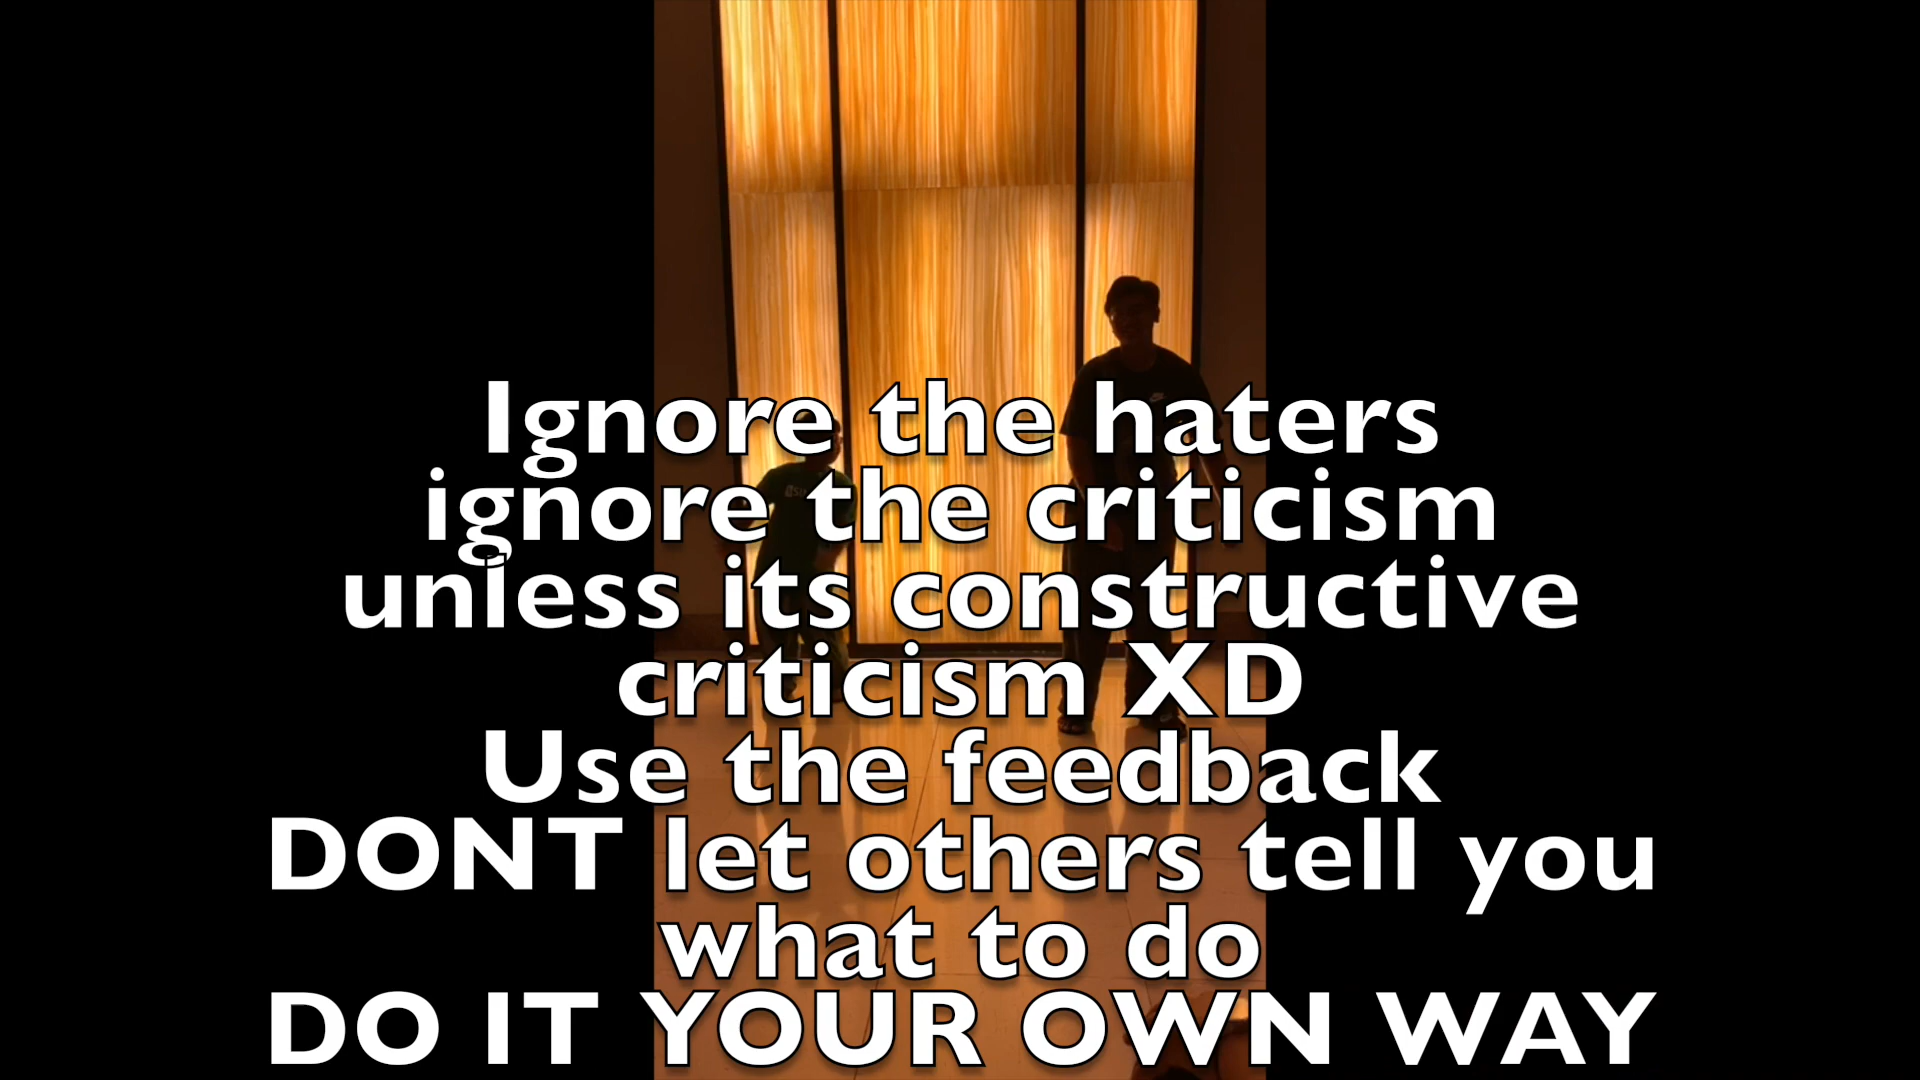 Ignore the haters
ignore the criticism
unless its constructive
criticism XD
Use the feedback
DONT let others tell you
what to do
DO IT YOUR OWN WAY